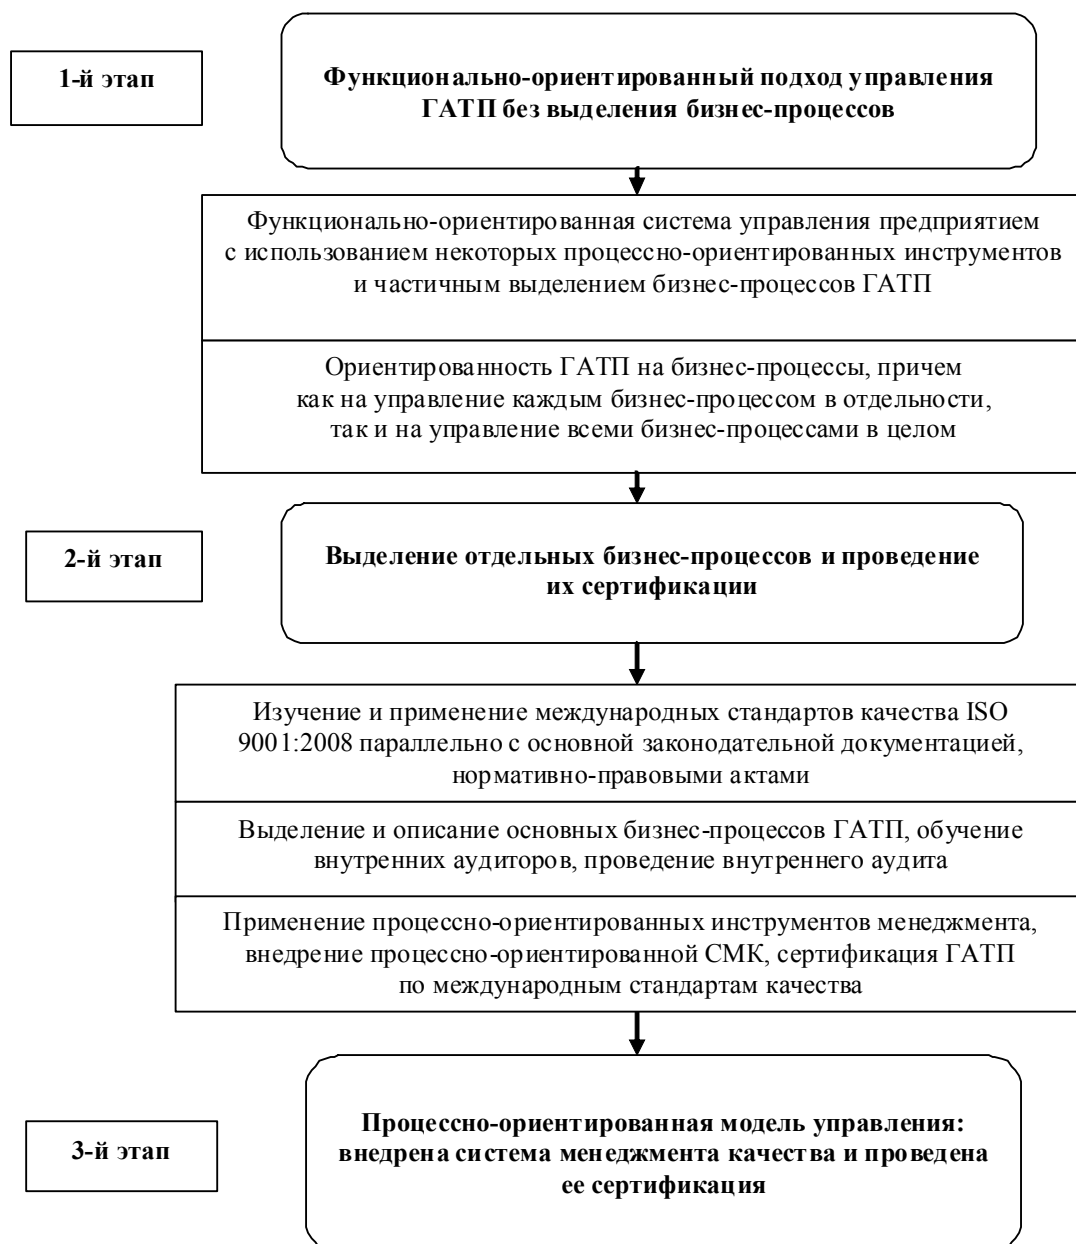 1-й этап
Функционально-ориентированный подход управления
ГАТП без выделения бизнес-процессов
Функционально-ориентированная система управления предприятием
с использованием некоторых процессно-ориентированных инструментов
и частичным выделением бизнес-процессов ГАТП
Ориентированность ГАТП на бизнес-процессы, причем
как на управление каждым бизнес-процессом в отдельности,
так и на управление всеми бизнес-процессами в целом
2-й этап
Выделение отдельных бизнес-процессов и проведение
их сертификации
Изучение и применение международных стандартов качества ISO
9001:2008 параллельно с основной законодательной документацией,
нормативно-правовыми актами
Выделение и описание основных бизнес-процессов ГАТП, обучение
внутренних аудиторов, проведение внутреннего аудита
Применение процессно-ориентированных инструментов менеджмента,
внедрение процессно-ориентированной СМК, сертификация ГАТП
по международным стандартам качества
3-й этап
Процессно-ориентированная модель управления:
внедрена система менеджмента качества и проведена
ее сертификация